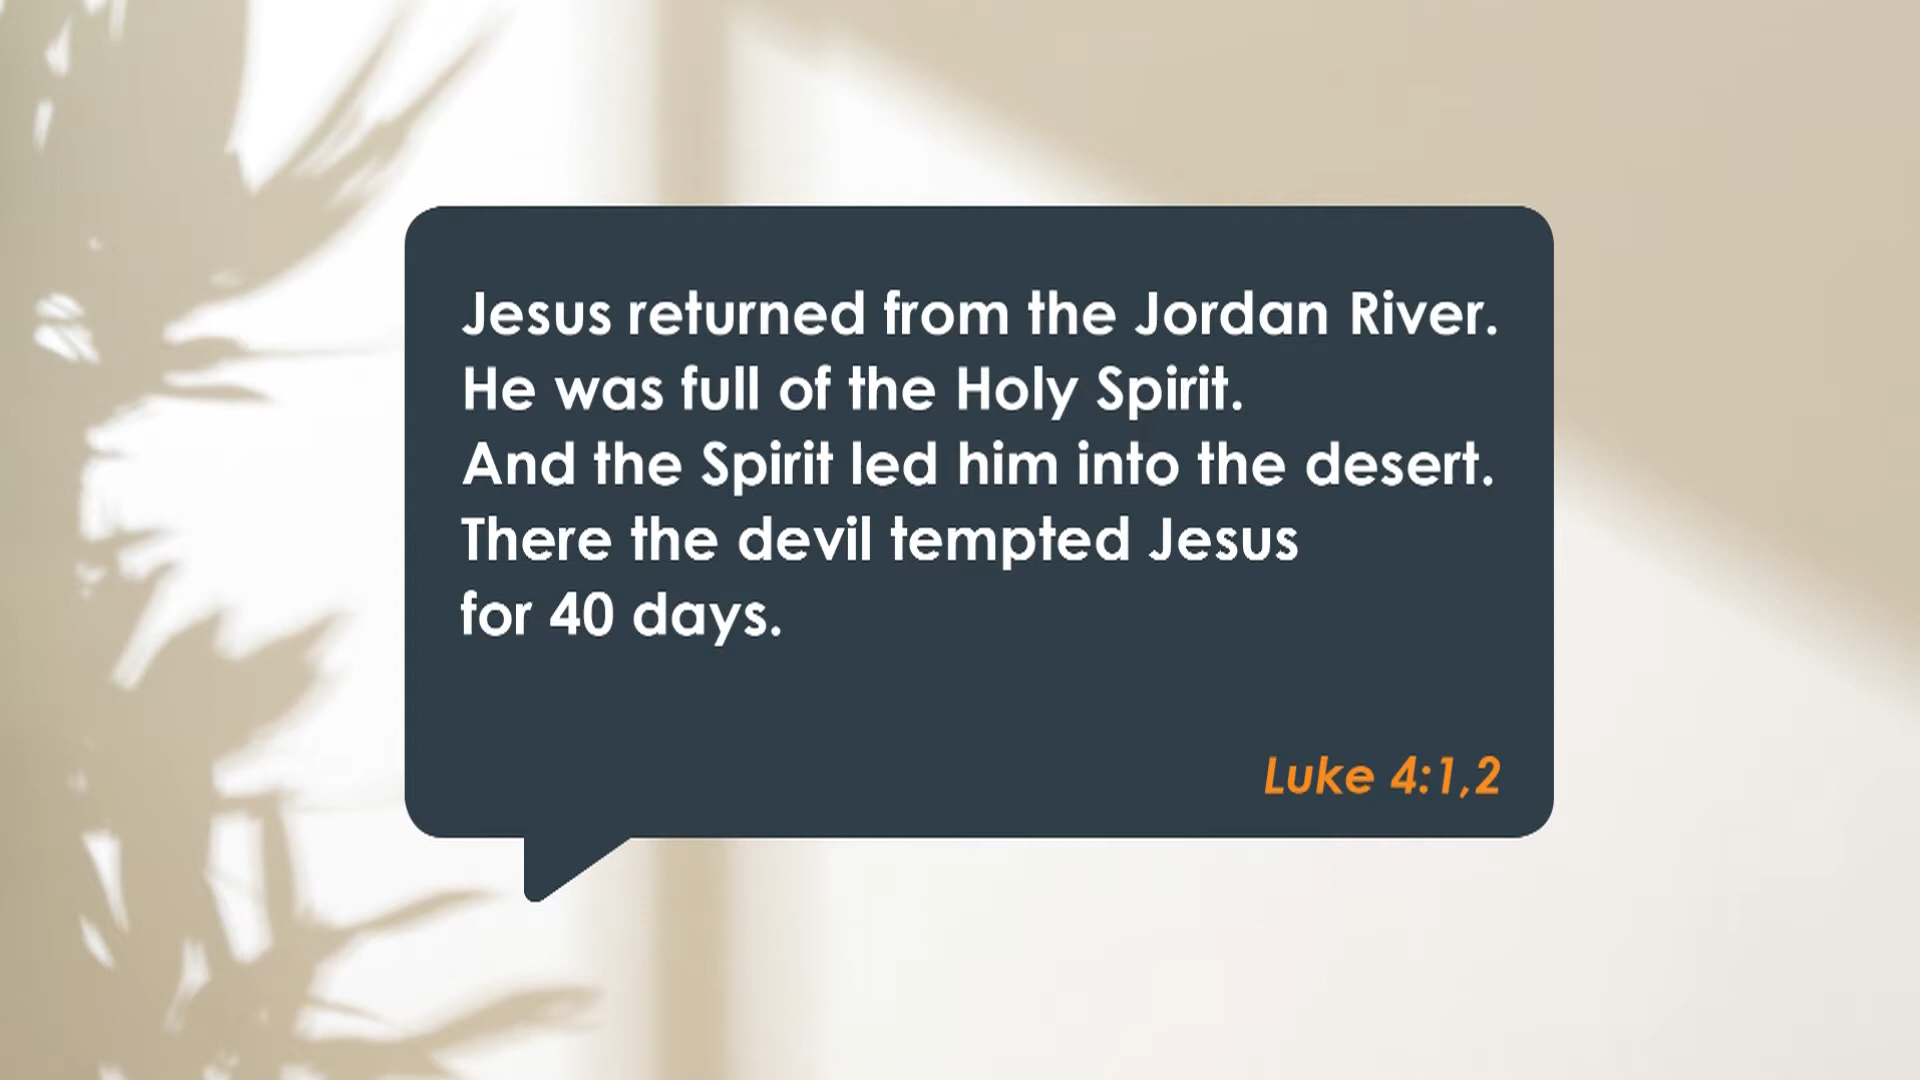 Jesus returned from the Jordan River.
He was full of the Holy Spirit.
And the Spirit led him into the desert.
There the devil tempted Jesus
for 40 days.
Luke 4:1,2